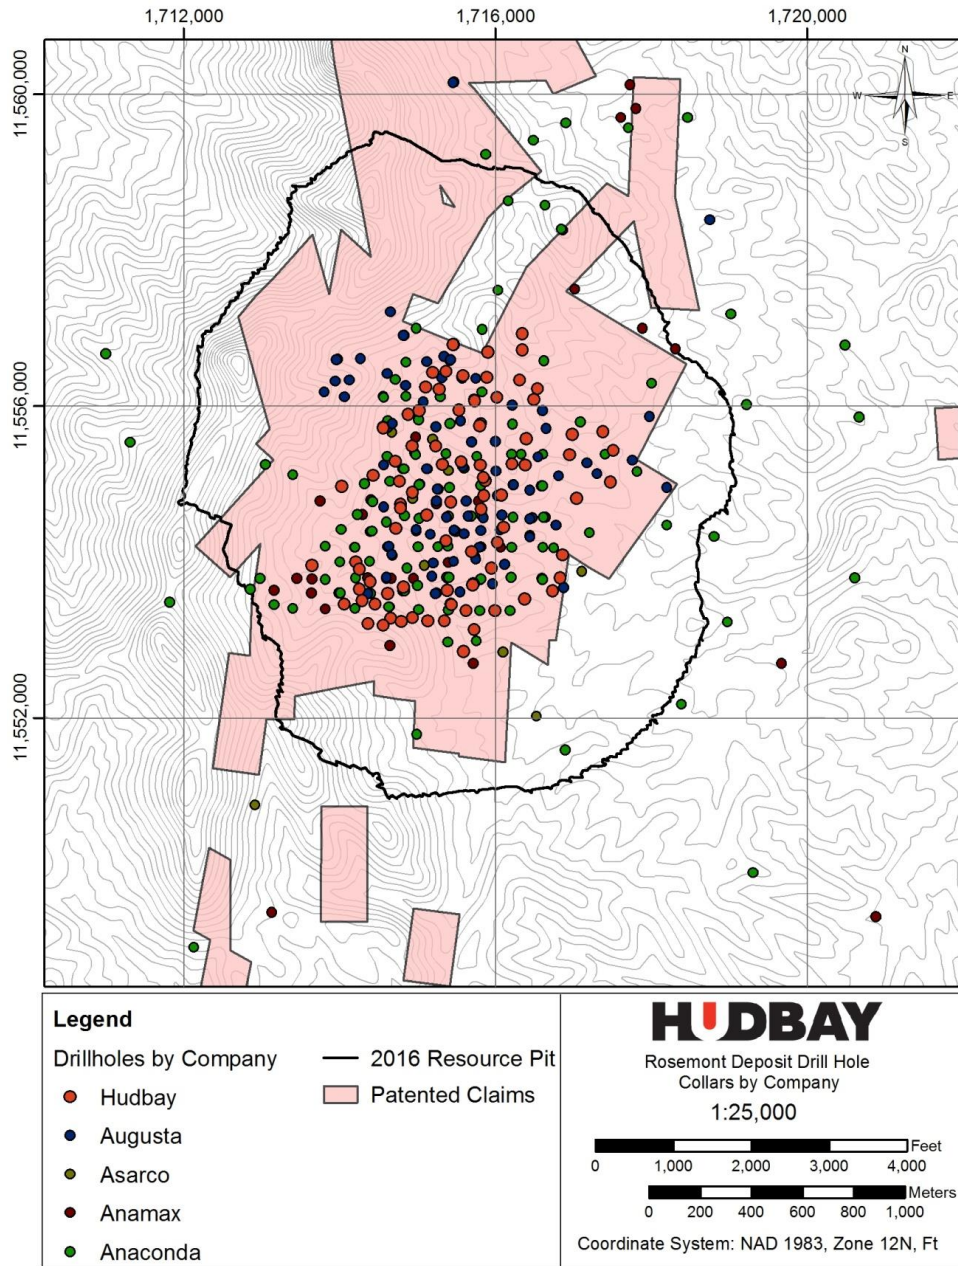 1,712,000 1,716,000 1,720,000
11,560,000
11,556,000
11,552,000
N
W E
S
Legend
Drillholes by Company
Hudbay
Augusta
Asarco
Anamax
Anaconda
2016 Resource Pit
Patented Claims
HUDBAY
Rosemont Deposit Drill Hole
Collars by Company
1:25,000
Feet
0 1,000 2,000 3,000 4,000
Meters
0 200 400 600 800 1,000
Coordinate System: NAD 1983, Zone 12N, Ft